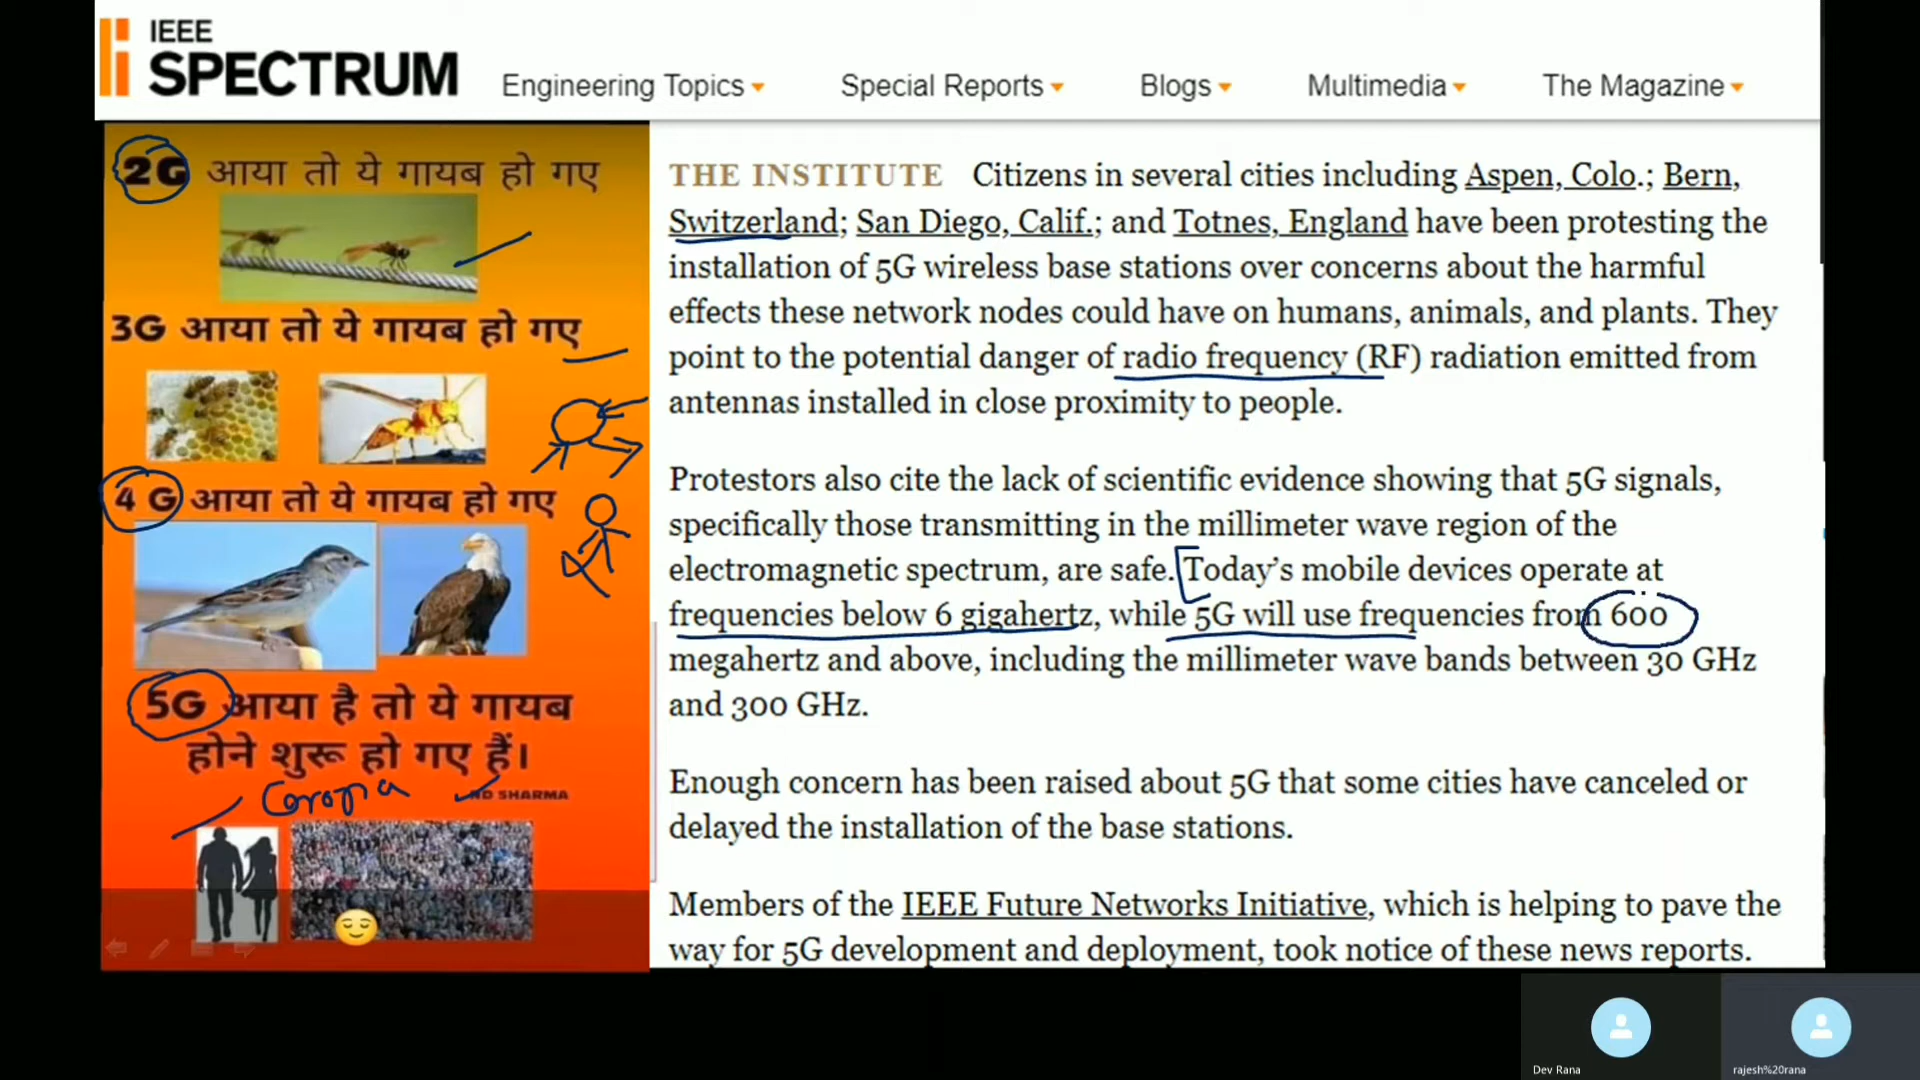 IEEE
SPECTRUM
Engineering Topics
Special Reports
Blogs
Multimedia
The Magazine
2G आया तो ये गायब हो गए
3G आया तो ये गायब हो गए
4 G आया तो ये गायब हो गए
5G आया है तो ये गायब
होने शुरू हो गए हैं।
Corona
SHARMA
THE INSTITUTE Citizens in several cities including Aspen, Colo.; Bern,
Switzerland; San Diego, Calif.; and Totnes, England have been protesting the
installation of 5G wireless base stations over concerns about the harmful
effects these network nodes could have on humans, animals, and plants. They
point to the potential danger of radio frequency (RF) radiation emitted from
antennas installed in close proximity to people.
Protestors also cite the lack of scientific evidence showing that 5G signals,
specifically those transmitting in the millimeter wave region of the
electromagnetic spectrum, are safe. Today’s mobile devices operate at
frequencies below 6 gigahertz, while 5G will use frequencies from 600
megahertz and above, including the millimeter wave bands between 30 GHz
and 300 GHz.
Enough concern has been raised about 5G that some cities have canceled or
delayed the installation of the base stations.
Members of the IEEE Future Networks Initiative, which is helping to pave the
way for 5G development and deployment, took notice of these news reports.
Dev Rana
rajesh%20rana